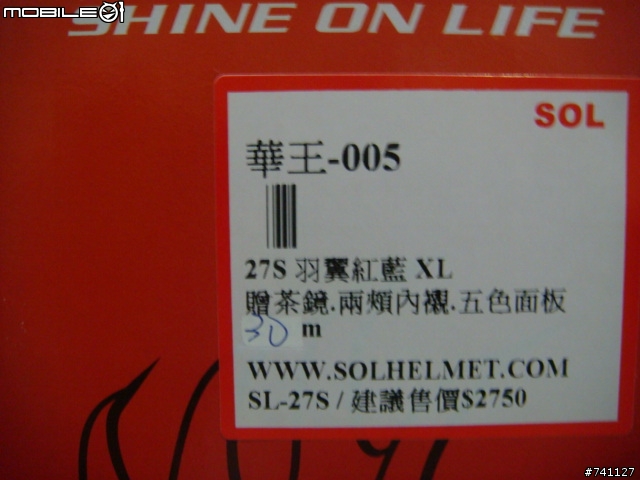 MOBILE01
SHINE ON LIFE
SOL
華王-005
27S 羽翼紅藍 XL
贈茶鏡.兩頰內襯.五色面板
30 m
WWW.SOLHELMET.COM
SL-27S / 建議售價$2750
#741127